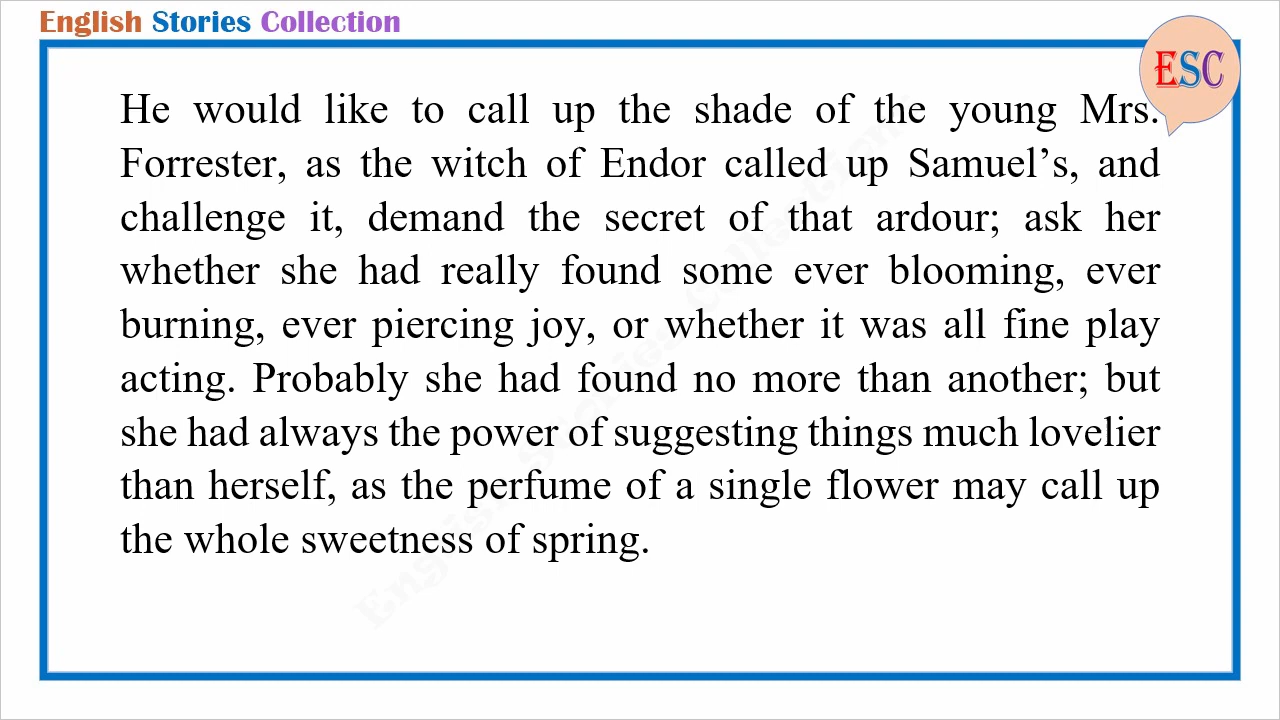 English Stories Collection
ESC
He would like to call up the shade of the young Mrs.
Forrester, as the witch of Endor called up Samuel’s, and
challenge it, demand the secret of that ardour; ask her
whether she had really found some ever blooming, ever
burning, ever piercing joy, or whether it was all fine play
acting. Probably she had found no more than another; but
she had always the power of suggesting things much lovelier
than herself, as the perfume of a single flower may call up
the whole sweetness of spring.
English Stories Collection